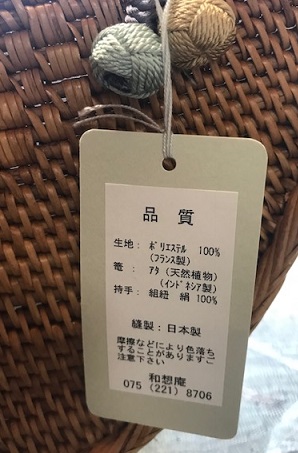 品質
生地： ポリエステル 100%
(フランス製)
篭： アタ（天然植物）
(インドネシア製)
持手： 組紐 絹100%
縫製：日本製
摩擦などにより色落ち
することがありますご
注意下さい
和想庵
075 (221) 8706